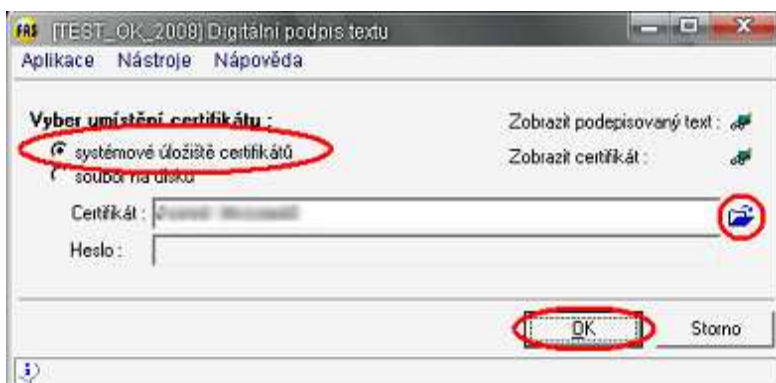 FAS [TEST_OK_2008] Digitální podpis textu
Aplikace Nástroje Nápověda
Vyber umístění certifikátu :
systémové úložiště certifikátů
soubor na disku
Zobrazit podepisovaný text :
Zobrazit certifikát :
Certifikát :
Heslo :
OK Storno